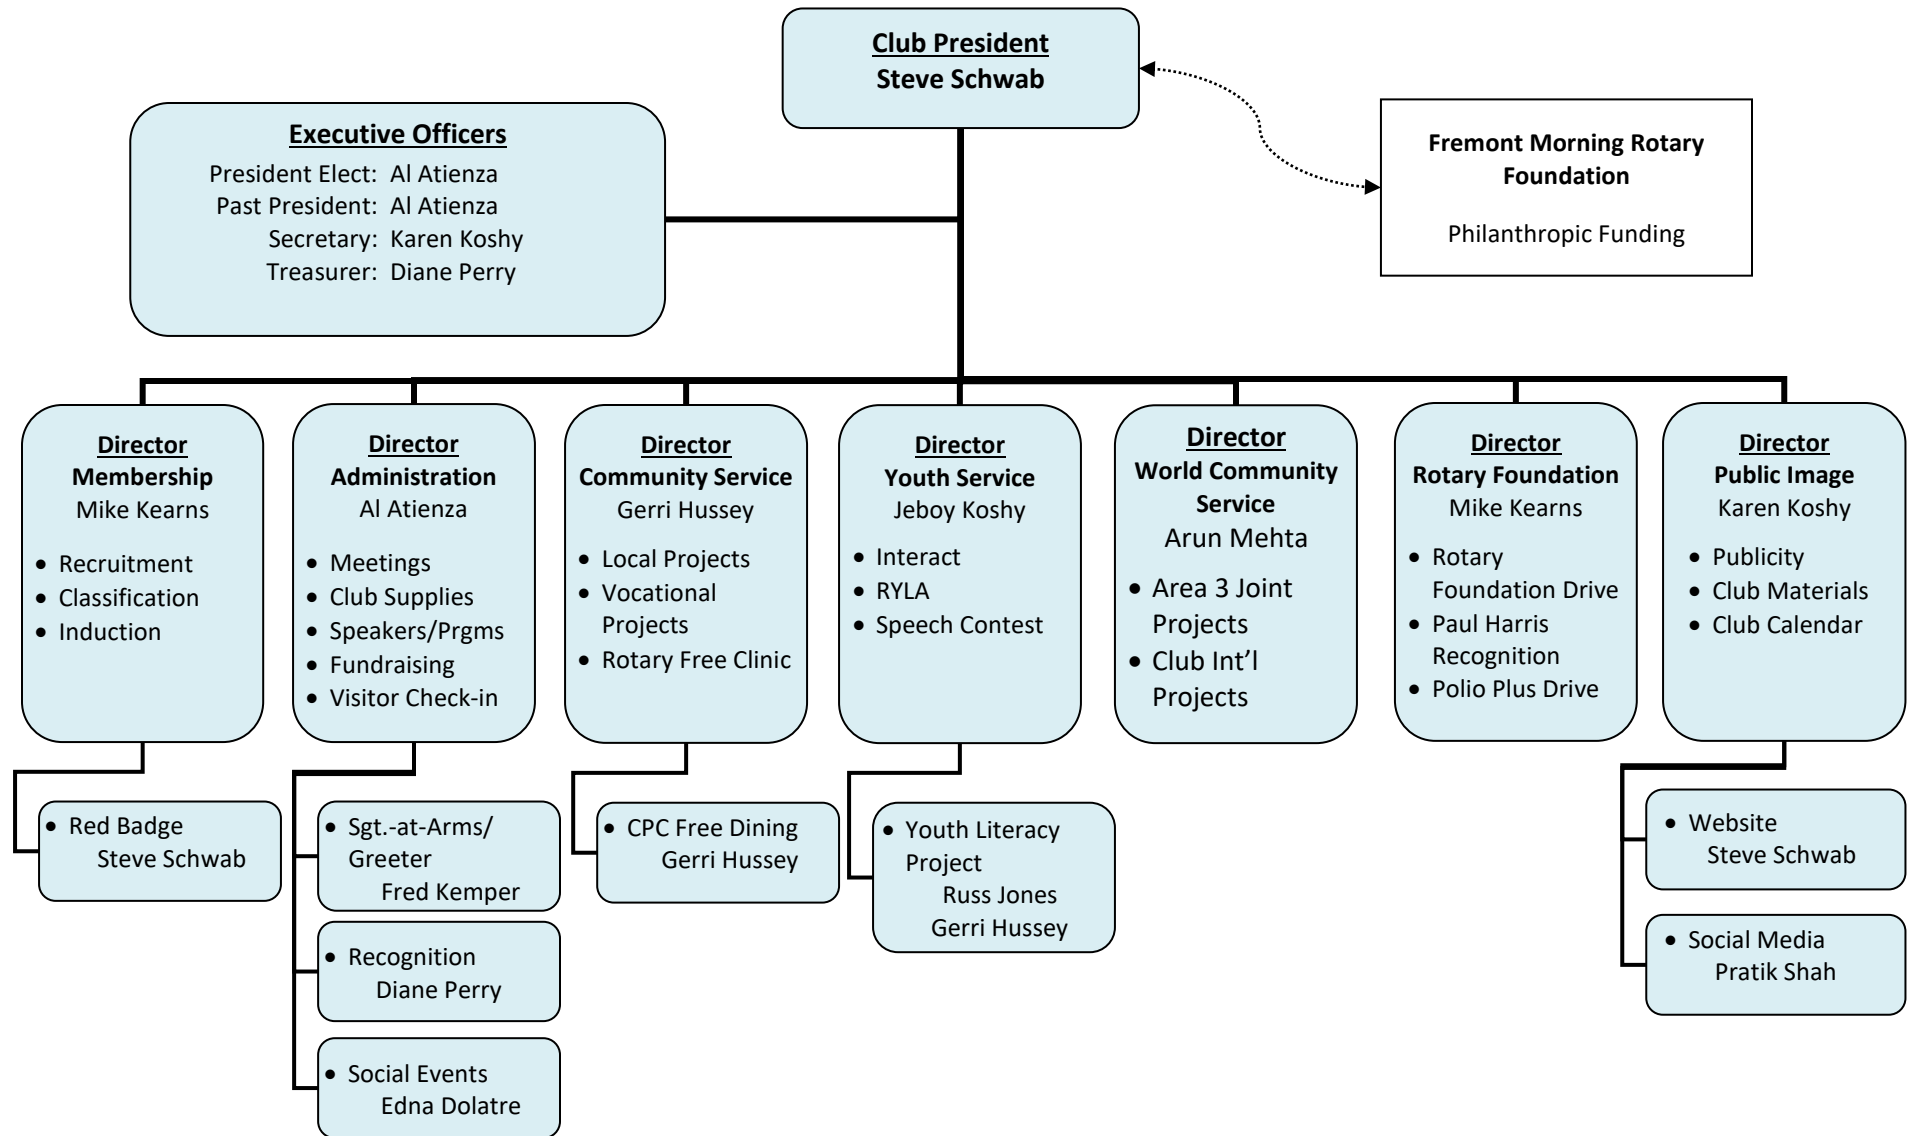 Club President
Steve Schwab
Executive Officers
President Elect: Al Atienza
Past President: Al Atienza
Secretary: Karen Koshy
Treasurer: Diane Perry
Fremont Morning Rotary
Foundation
Philanthropic Funding
Director
Membership
Mike Kearns
• Recruitment
• Classification
• Induction
Director
Administration
Al Atienza
• Meetings
• Club Supplies
• Speakers/Prgms
• Fundraising
• Visitor Check-in
Director
Community Service
Gerri Hussey
• Local Projects
• Vocational
Projects
• Rotary Free Clinic
Director
Youth Service
Jeboy Koshy
• Interact
• RYLA
• Speech Contest
Director
World Community
Service
Arun Mehta
• Area 3 Joint
Projects
• Club Int’l
Projects
Director
Rotary Foundation
Mike Kearns
• Rotary
Foundation Drive
• Paul Harris
Recognition
• Polio Plus Drive
Director
Public Image
Karen Koshy
• Publicity
• Club Materials
• Club Calendar
• Red Badge
Steve Schwab
• Sgt.-at-Arms/
Greeter
Fred Kemper
• Recognition
Diane Perry
• Social Events
Edna Dolatre
• CPC Free Dining
Gerri Hussey
• Youth Literacy
Project
Russ Jones
Gerri Hussey
• Website
Steve Schwab
• Social Media
Pratik Shah